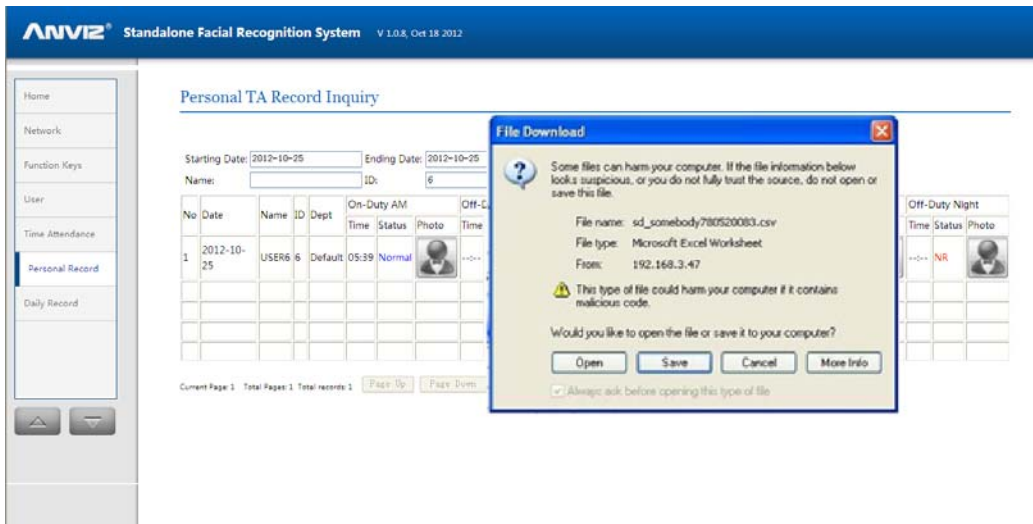 ANVIZ® Standalone Facial Recognition System V 1.0.8, Oct 18 2012
Home
Network
Function Keys
User
Time Attendance
Personal Record
Daily Record
Personal TA Record Inquiry
Starting Date: 2012-10-25 Ending Date: 2012-10-25
Name: ID: 6
No Date Name ID Dept On-Duty AM Off-D Off-Duty Night
Time Status Photo Time Time Status Photo
1 2012-10-25 USER6 6 Default 05:39 Normal --:-- --:-- NR
Current Page: 1 Total Pages: 1 Total records: 1 Page Up Page Down
File Download
Some files can harm your computer. If the file information below
looks suspicious, or you do not fully trust the source, do not open or
save this file.
File name: sd_somebody780520083.csv
File type: Microsoft Excel Worksheet
From: 192.168.3.47
This type of file could harm your computer if it contains
malicious code.
Would you like to open the file or save it to your computer?
Open Save Cancel More Info
Always ask before opening this type of file